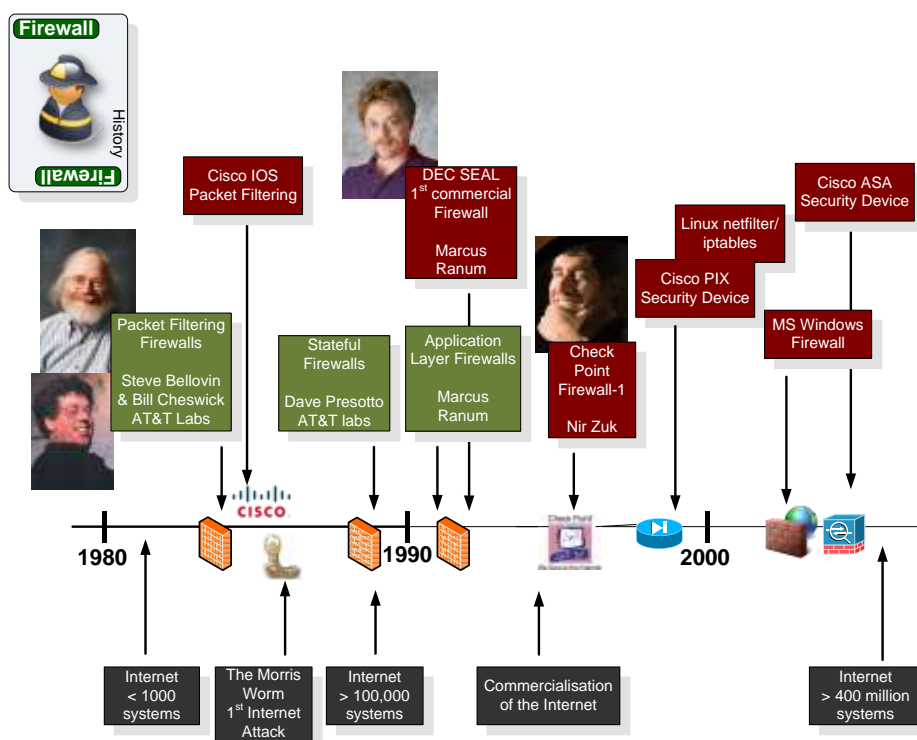 Firewall
History
Firewall
Cisco IOS
Packet Filtering
DEC SEAL
1st commercial
Firewall
Marcus
Ranum
Cisco ASA
Security Device
Linux netfilter/
iptables
Cisco PIX
Security Device
Packet Filtering
Firewalls
Steve Bellovin
& Bill Cheswick
AT&T Labs
Stateful
Firewalls
Dave Presotto
AT&T labs
Application
Layer Firewalls
Marcus
Ranum
Check
Point
Firewall-1
Nir Zuk
MS Windows
Firewall
CISCO.
Check Point
1980
1990
2000
Internet
< 1000
systems
The Morris
Worm
1st Internet
Attack
Internet
> 100,000
systems
Commercialisation
of the Internet
Internet
> 400 million
systems